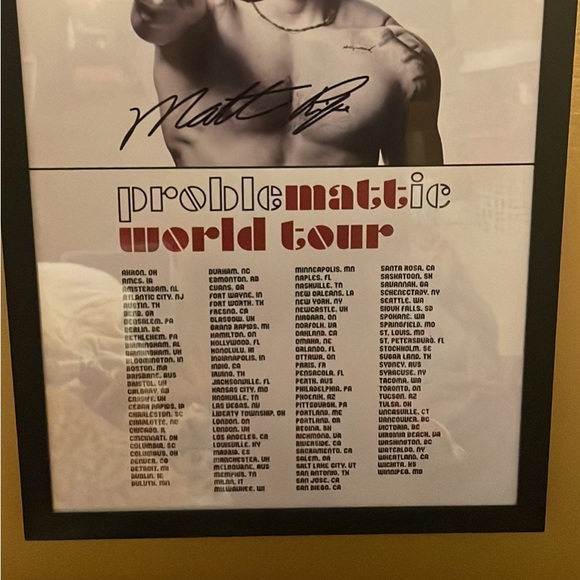 Matt Rife
problemattic
world tour
AKRON, OH
AMES, IA
AMSTERDAM, NL
ATLANTIC CITY, NJ
AUSTIN, TX
BEND, OR
BENSALEM, PA
BERLIN, DE
BETHLEHEM, PA
BIRMINGHAM, AL
BIRMINGHAM, UK
BLOOMINGTON, IN
BOSTON, MA
BRISBANE, AUS
BRISTOL, UK
CALGARY, AB
CARDIFF, UK
CEDAR RAPIDS, IA
CHARLESTON, SC
CHARLOTTE, NC
CHICAGO, IL
CINCINNATI, OH
COLUMBIA, SC
COLUMBUS, OH
DENVER, CO
DETROIT, MI
DUBLIN, IE
DULUTH, MN
DURHAM, NC
EDMONTON, AB
EVANS, GA
FORT WAYNE, IN
FORT WORTH, TX
FRESNO, CA
GLASGOW, UK
GRAND RAPIDS, MI
HAMILTON, ON
HOLLYWOOD, FL
HONOLULU, HI
INDIANAPOLIS, IN
INDIO, CA
IRVING, TX
JACKSONVILLE, FL
KANSAS CITY, MO
KNOXVILLE, TN
LAS VEGAS, NV
LIBERTY TOWNSHIP, OH
LONDON, ON
LONDON, UK
LOS ANGELES, CA
LOUISVILLE, KY
MADRID, ES
MANCHESTER, UK
MELBOURNE, AUS
MEMPHIS, TN
MILAN, IT
MILWAUKEE, WI
MINNEAPOLIS, MN
NAPLES, FL
NASHVILLE, TN
NEW ORLEANS, LA
NEW YORK, NY
NEWCASTLE, UK
NIAGARA, ON
NORFOLK, VA
OAKLAND, CA
OMAHA, NE
ORLANDO, FL
OTTAWA, ON
PARIS, FR
PENSACOLA, FL
PERTH, AUS
PHILADELPHIA, PA
PHOENIX, AZ
PITTSBURGH, PA
PORTLAND, ME
PORTLAND, OR
REGINA, SK
RICHMOND, VA
RIVERSIDE, CA
SACRAMENTO, CA
SALEM, OR
SALT LAKE CITY, UT
SAN ANTONIO, TX
SAN JOSE, CA
SAN DIEGO, CA
SANTA ROSA, CA
SASKATOON, SK
SAVANNAH, GA
SCHENECTADY, NY
SEATTLE, WA
SIOUX FALLS, SD
SPOKANE, WA
SPRINGFIELD, MO
ST. LOUIS, MO
ST. PETERSBURG, FL
STOCKHOLM, SE
SUGAR LAND, TX
SYDNEY, AUS
SYRACUSE, NY
TACOMA, WA
TORONTO, ON
TUCSON, AZ
TULSA, OK
UNCASVILLE, CT
VANCOUVER, BC
VICTORIA, BC
VIRGINIA BEACH, VA
WASHINGTON, DC
WATERLOO, NY
WHEATLAND, CA
WICHITA, KS
WINNIPEG, MB